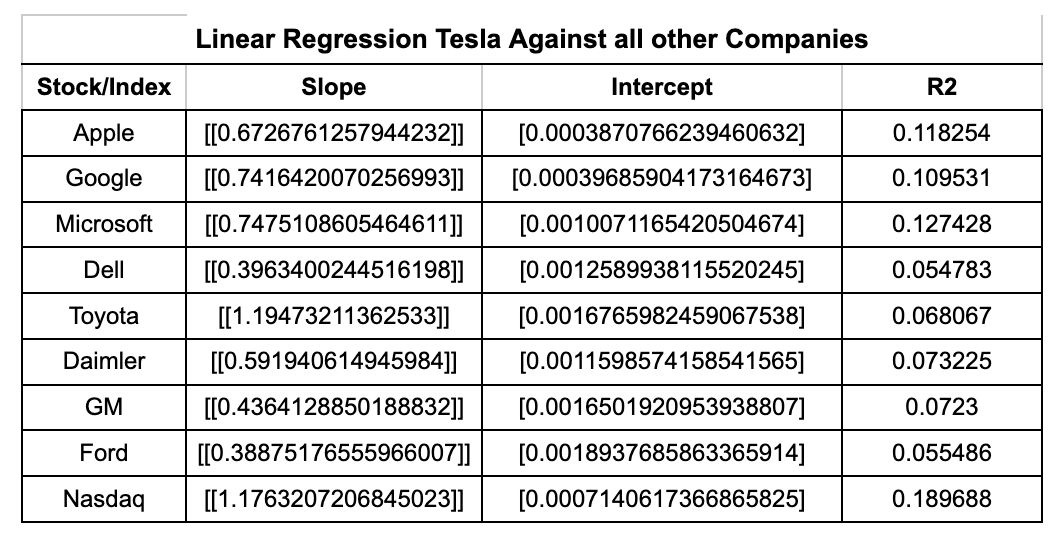 Linear Regression Tesla Against all other Companies
Stock/Index Slope Intercept R2
Apple [[0.6726761257944232]] [0.0003870766239460632] 0.118254
Google [[0.7416420070256993]] [0.00039685904173164673] 0.109531
Microsoft [[0.7475108605464611]] [0.0010071165420504674] 0.127428
Dell [[0.3963400244516198]] [0.0012589938115520245] 0.054783
Toyota [[1.19473211362533]] [0.0016765982459067538] 0.068067
Daimler [[0.591940614945984]] [0.0011598574158541565] 0.073225
GM [[0.4364128850188832]] [0.0016501920953938807] 0.0723
Ford [[0.38875176555966007]] [0.0018937685863365914] 0.055486
Nasdaq [[1.1763207206845023]] [0.0007140617366865825] 0.189688